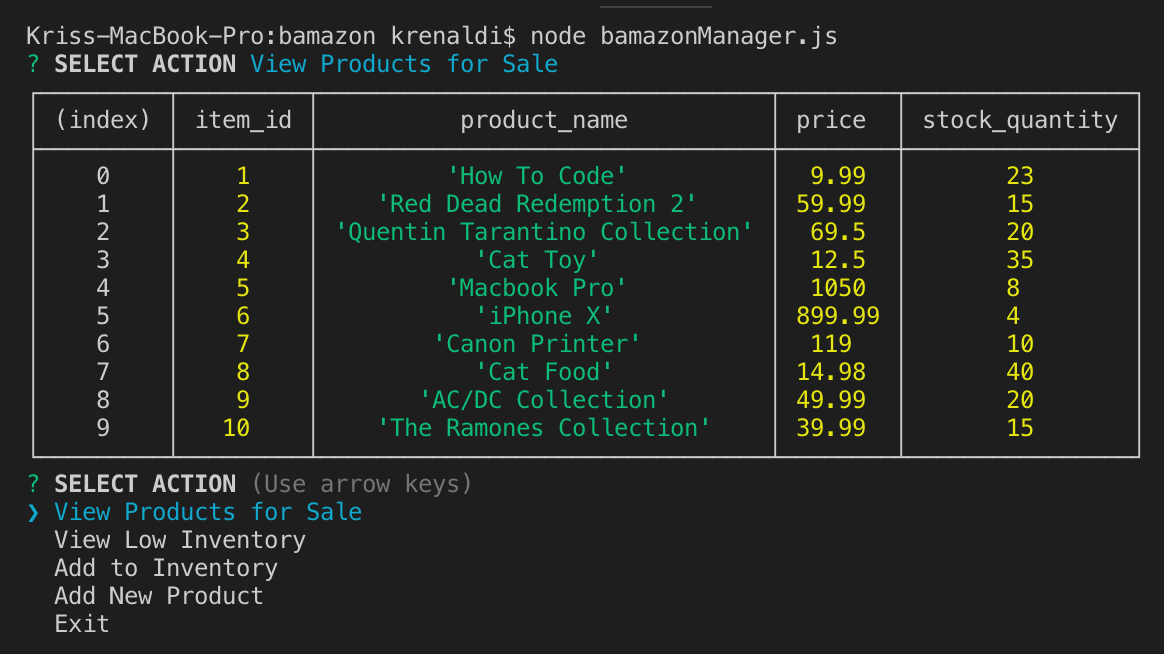 Kriss-MacBook-Pro:bamazon krenaldi$ node bamazonManager.js
? SELECT ACTION View Products for Sale
(index) item_id product_name price stock_quantity
0 1 'How To Code' 9.99 23
1 2 'Red Dead Redemption 2' 59.99 15
2 3 'Quentin Tarantino Collection' 69.5 20
3 4 'Cat Toy' 12.5 35
4 5 'Macbook Pro' 1050 8
5 6 'iPhone X' 899.99 4
6 7 'Canon Printer' 119 10
7 8 'Cat Food' 14.98 40
8 9 'AC/DC Collection' 49.99 20
9 10 'The Ramones Collection' 39.99 15
? SELECT ACTION (Use arrow keys)
❯ View Products for Sale
View Low Inventory
Add to Inventory
Add New Product
Exit